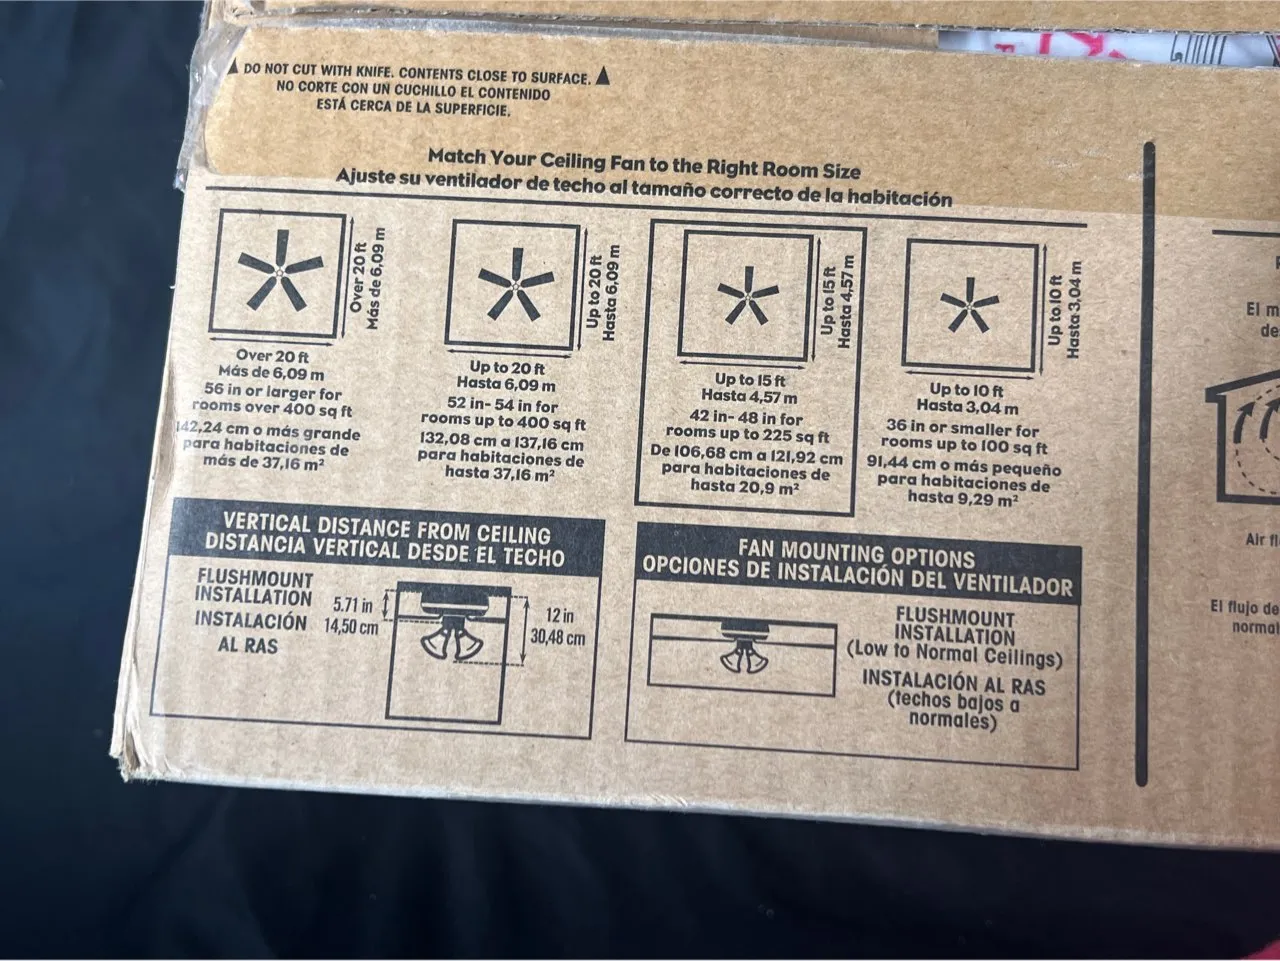 DO NOT CUT WITH KNIFE. CONTENTS CLOSE TO SURFACE.
NO CORTE CON UN CUCHILLO EL CONTENIDO
ESTÁ CERCA DE LA SUPERFICIE.
Match Your Ceiling Fan to the Right Room Size
Ajuste su ventilador de techo al tamaño correcto de la habitación
Over 20 ft
Más de 6,09 m
Over 20 ft
Más de 6,09 m
56 in or larger for
rooms over 400 sq ft
142,24 cm o más grande
para habitaciones de
más de 37,16 m²
Up to 20 ft
Hasta 6,09 m
Up to 20 ft
Hasta 6,09 m
52 in- 54 in for
rooms up to 400 sq ft
132,08 cm a 137,16 cm
para habitaciones de
hasta 37,16 m²
Up to 15 ft
Hasta 4,57 m
Up to 15 ft
Hasta 4,57 m
42 in- 48 in for
rooms up to 225 sq ft
De 106,68 cm a 121,92 cm
para habitaciones de
hasta 20,9 m²
Up to 10 ft
Hasta 3,04 m
Up to 10 ft
Hasta 3,04 m
36 in or smaller for
rooms up to 100 sq ft
91,44 cm o más pequeño
para habitaciones de
hasta 9,29 m²
VERTICAL DISTANCE FROM CEILING
DISTANCIA VERTICAL DESDE EL TECHO
FLUSHMOUNT
INSTALLATION
INSTALACIÓN
AL RAS
5.71 in
14,50 cm
12 in
30,48 cm
FAN MOUNTING OPTIONS
OPCIONES DE INSTALACIÓN DEL VENTILADOR
FLUSHMOUNT
INSTALLATION
(Low to Normal Ceilings)
INSTALACIÓN AL RAS
(techos bajos a
normales)
El m
de
Air fl
El flujo de
normal